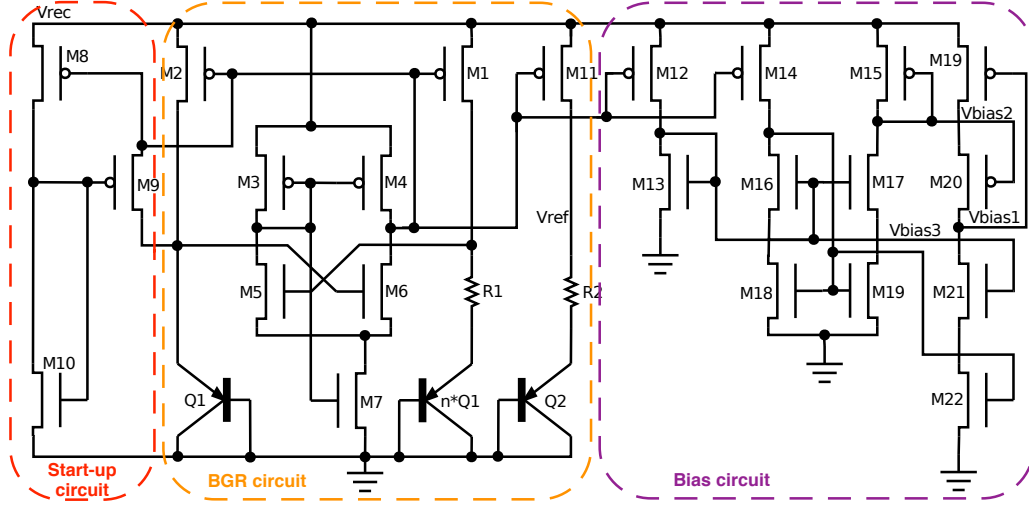 Vrec
M8
M2
M1
M11
M12
M14
M15
M19
Vbias2
M3
M4
M9
M13
M16
M17
M20
Vref
Vbias3
Vbias1
M5
M6
R1
R2
M18
M19
M21
M10
Q1
M7
n*Q1
Q2
M22
Start-up
circuit
BGR circuit
Bias circuit